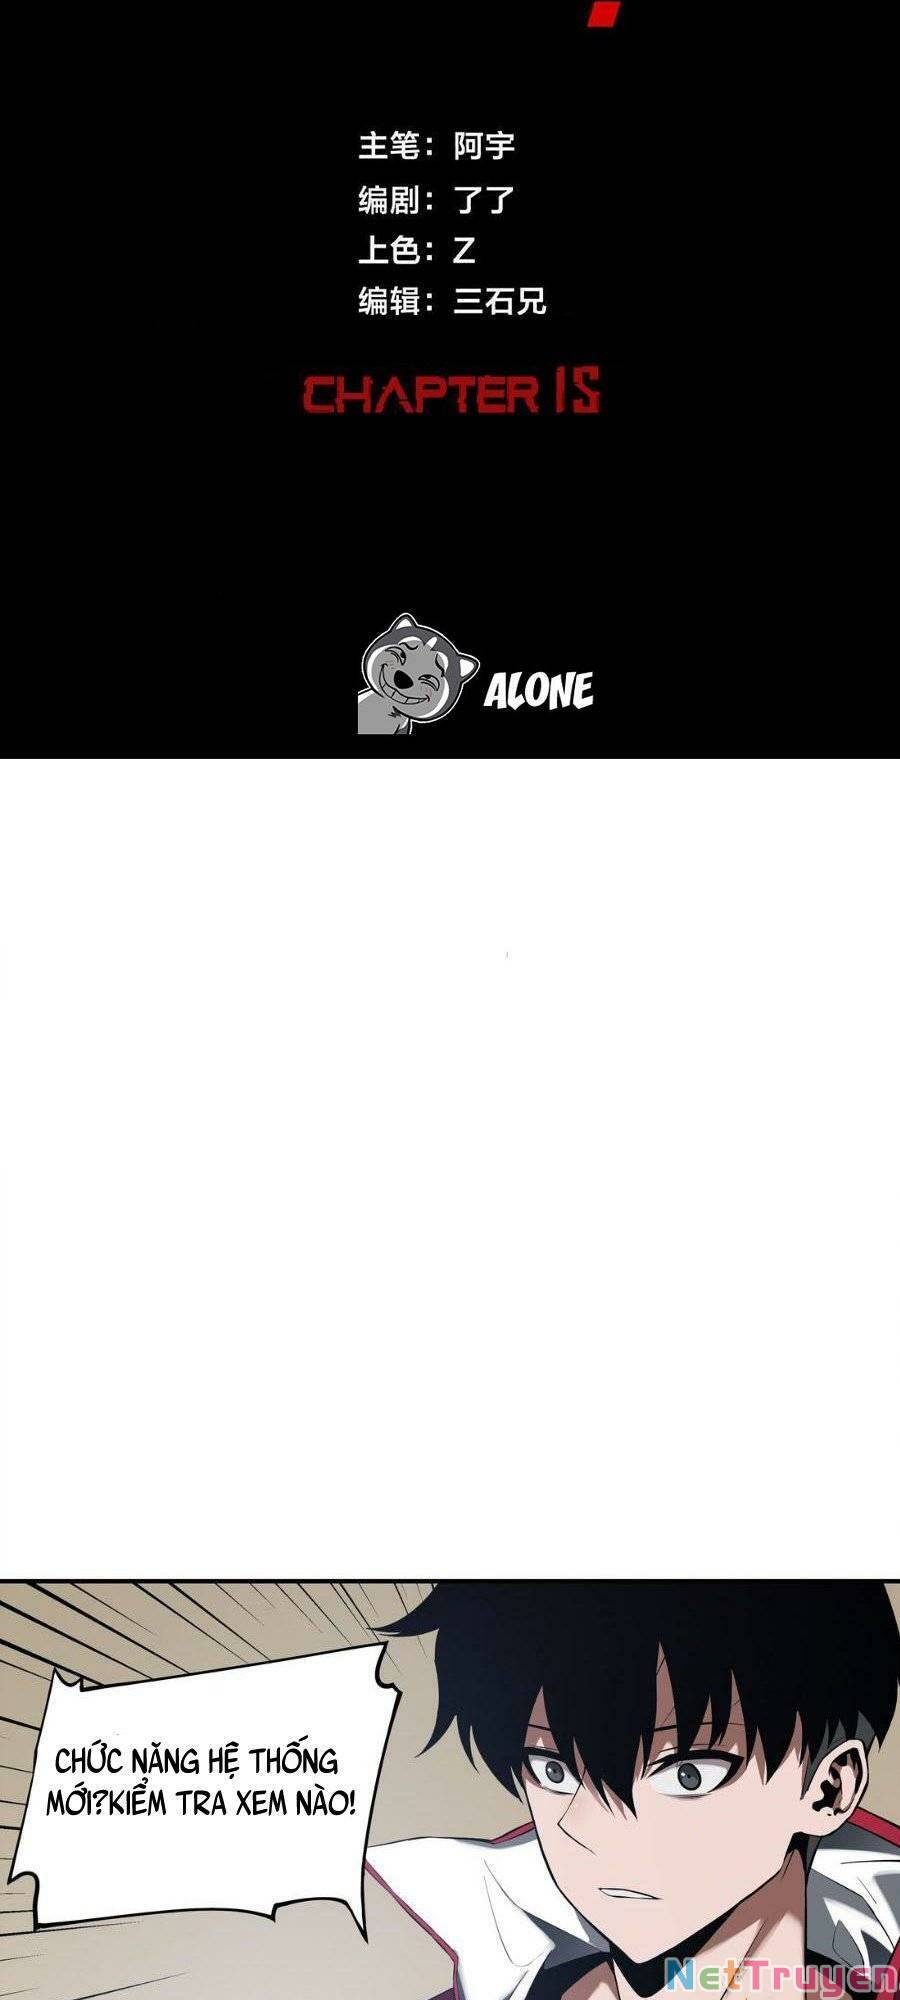 主笔：阿宇
编剧：了了
上色：Z
编辑：三石兄
CHAPTER 15
ALONE
CHỨC NĂNG HỆ THỐNG
MỚI?KIỂM TRA XEM NÀO!
NetTruyen